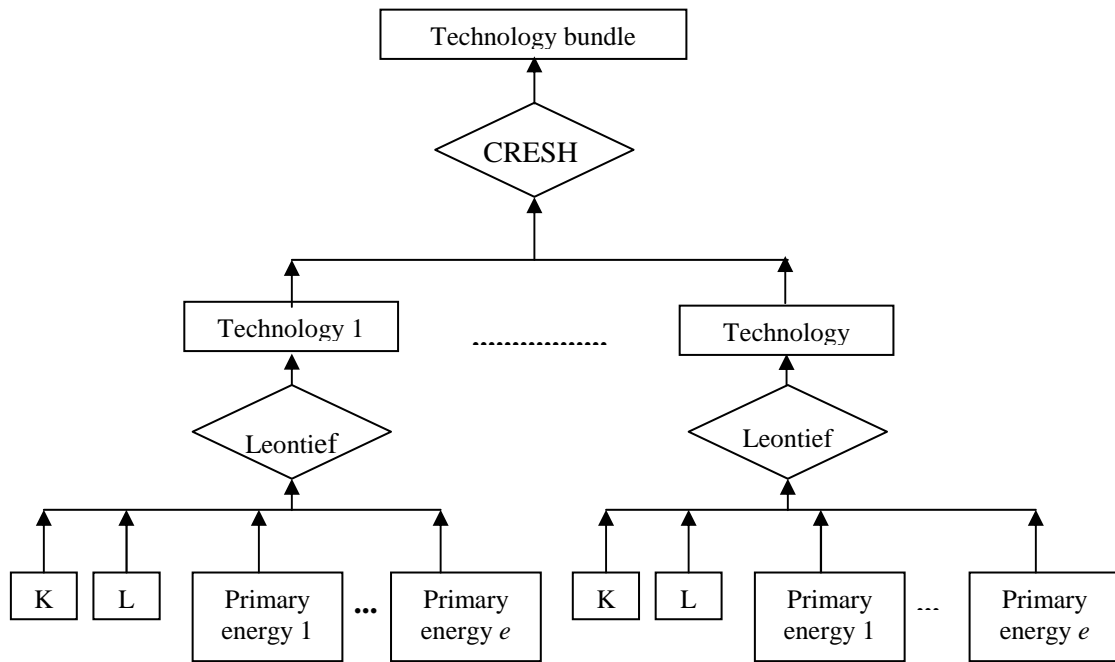 Technology bundle
CRESH
Technology 1
.................
Technology
Leontief
Leontief
K
L
Primary
energy 1
...
Primary
energy e
K
L
Primary
energy 1
...
Primary
energy e